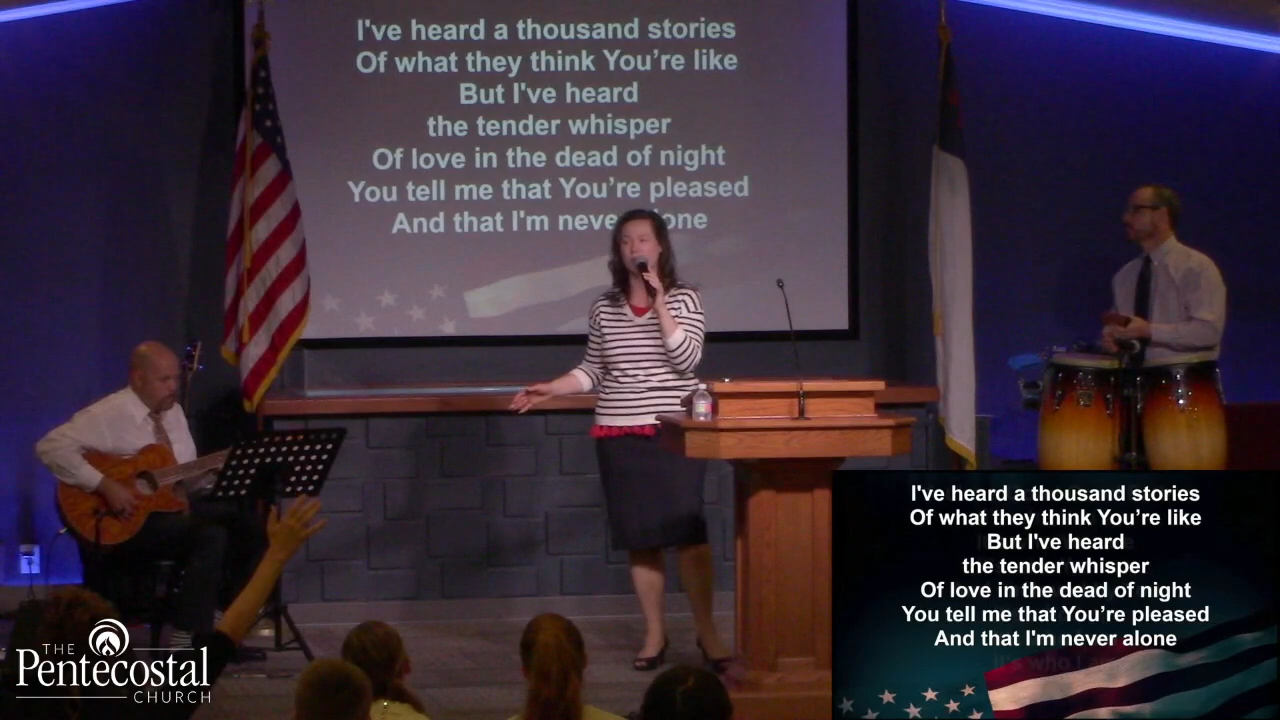 I've heard a thousand stories
Of what they think You’re like
But I've heard
the tender whisper
Of love in the dead of night
You tell me that You’re pleased
And that I'm never alone
I've heard a thousand stories
Of what they think You’re like
But I've heard
the tender whisper
Of love in the dead of night
You tell me that You’re pleased
And that I'm never alone
It's who I
THE
Pentecostal
CHURCH